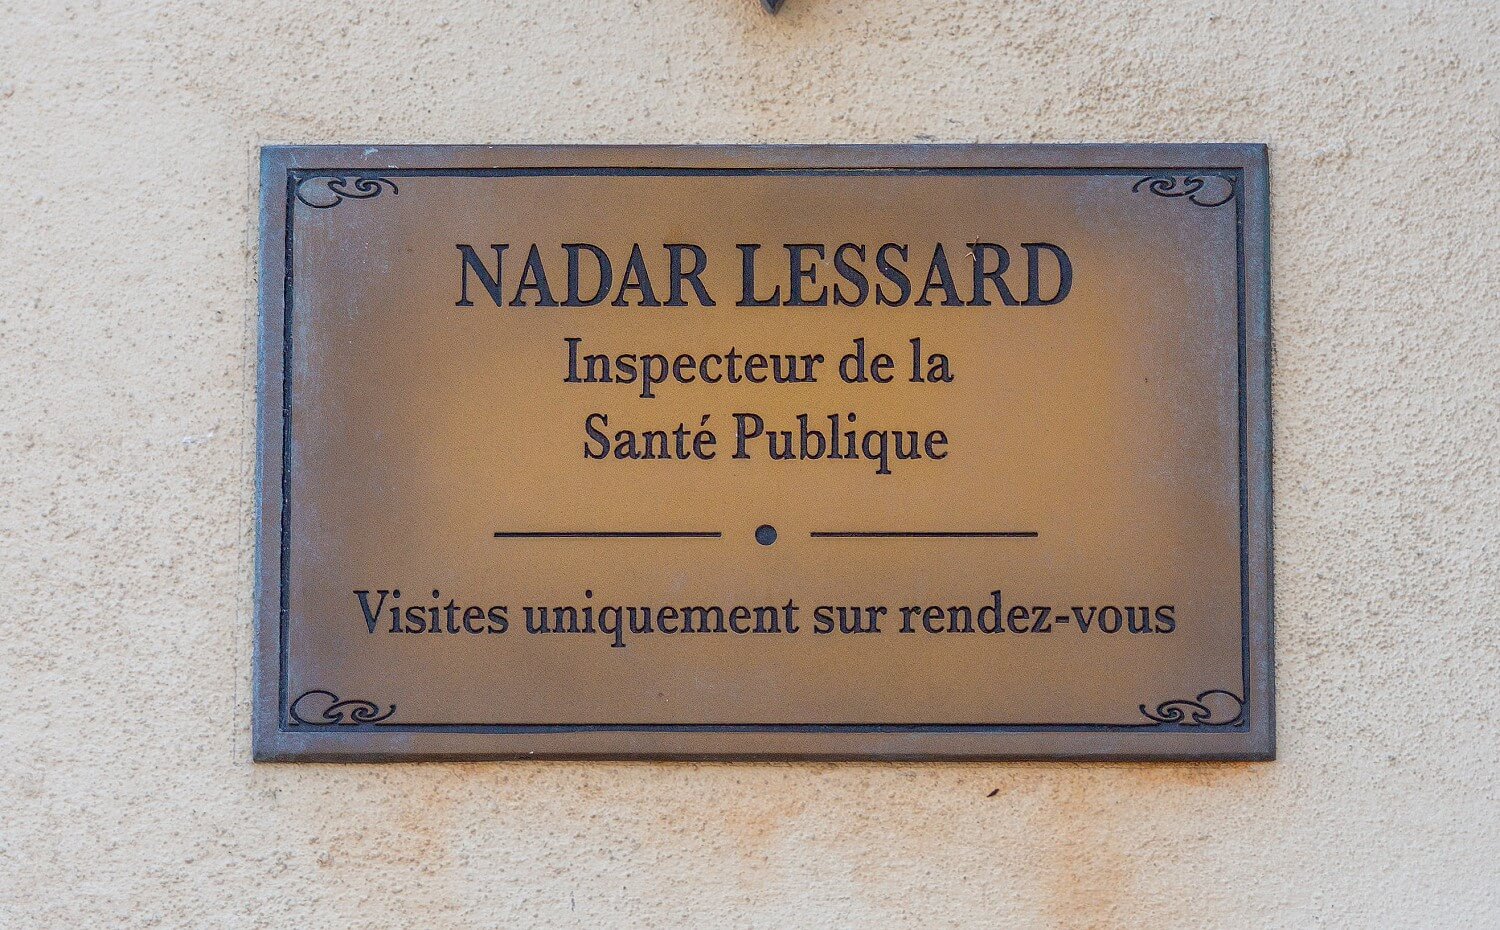 NADAR LESSARD
Inspecteur de la
Santé Publique
Visites uniquement sur rendez-vous